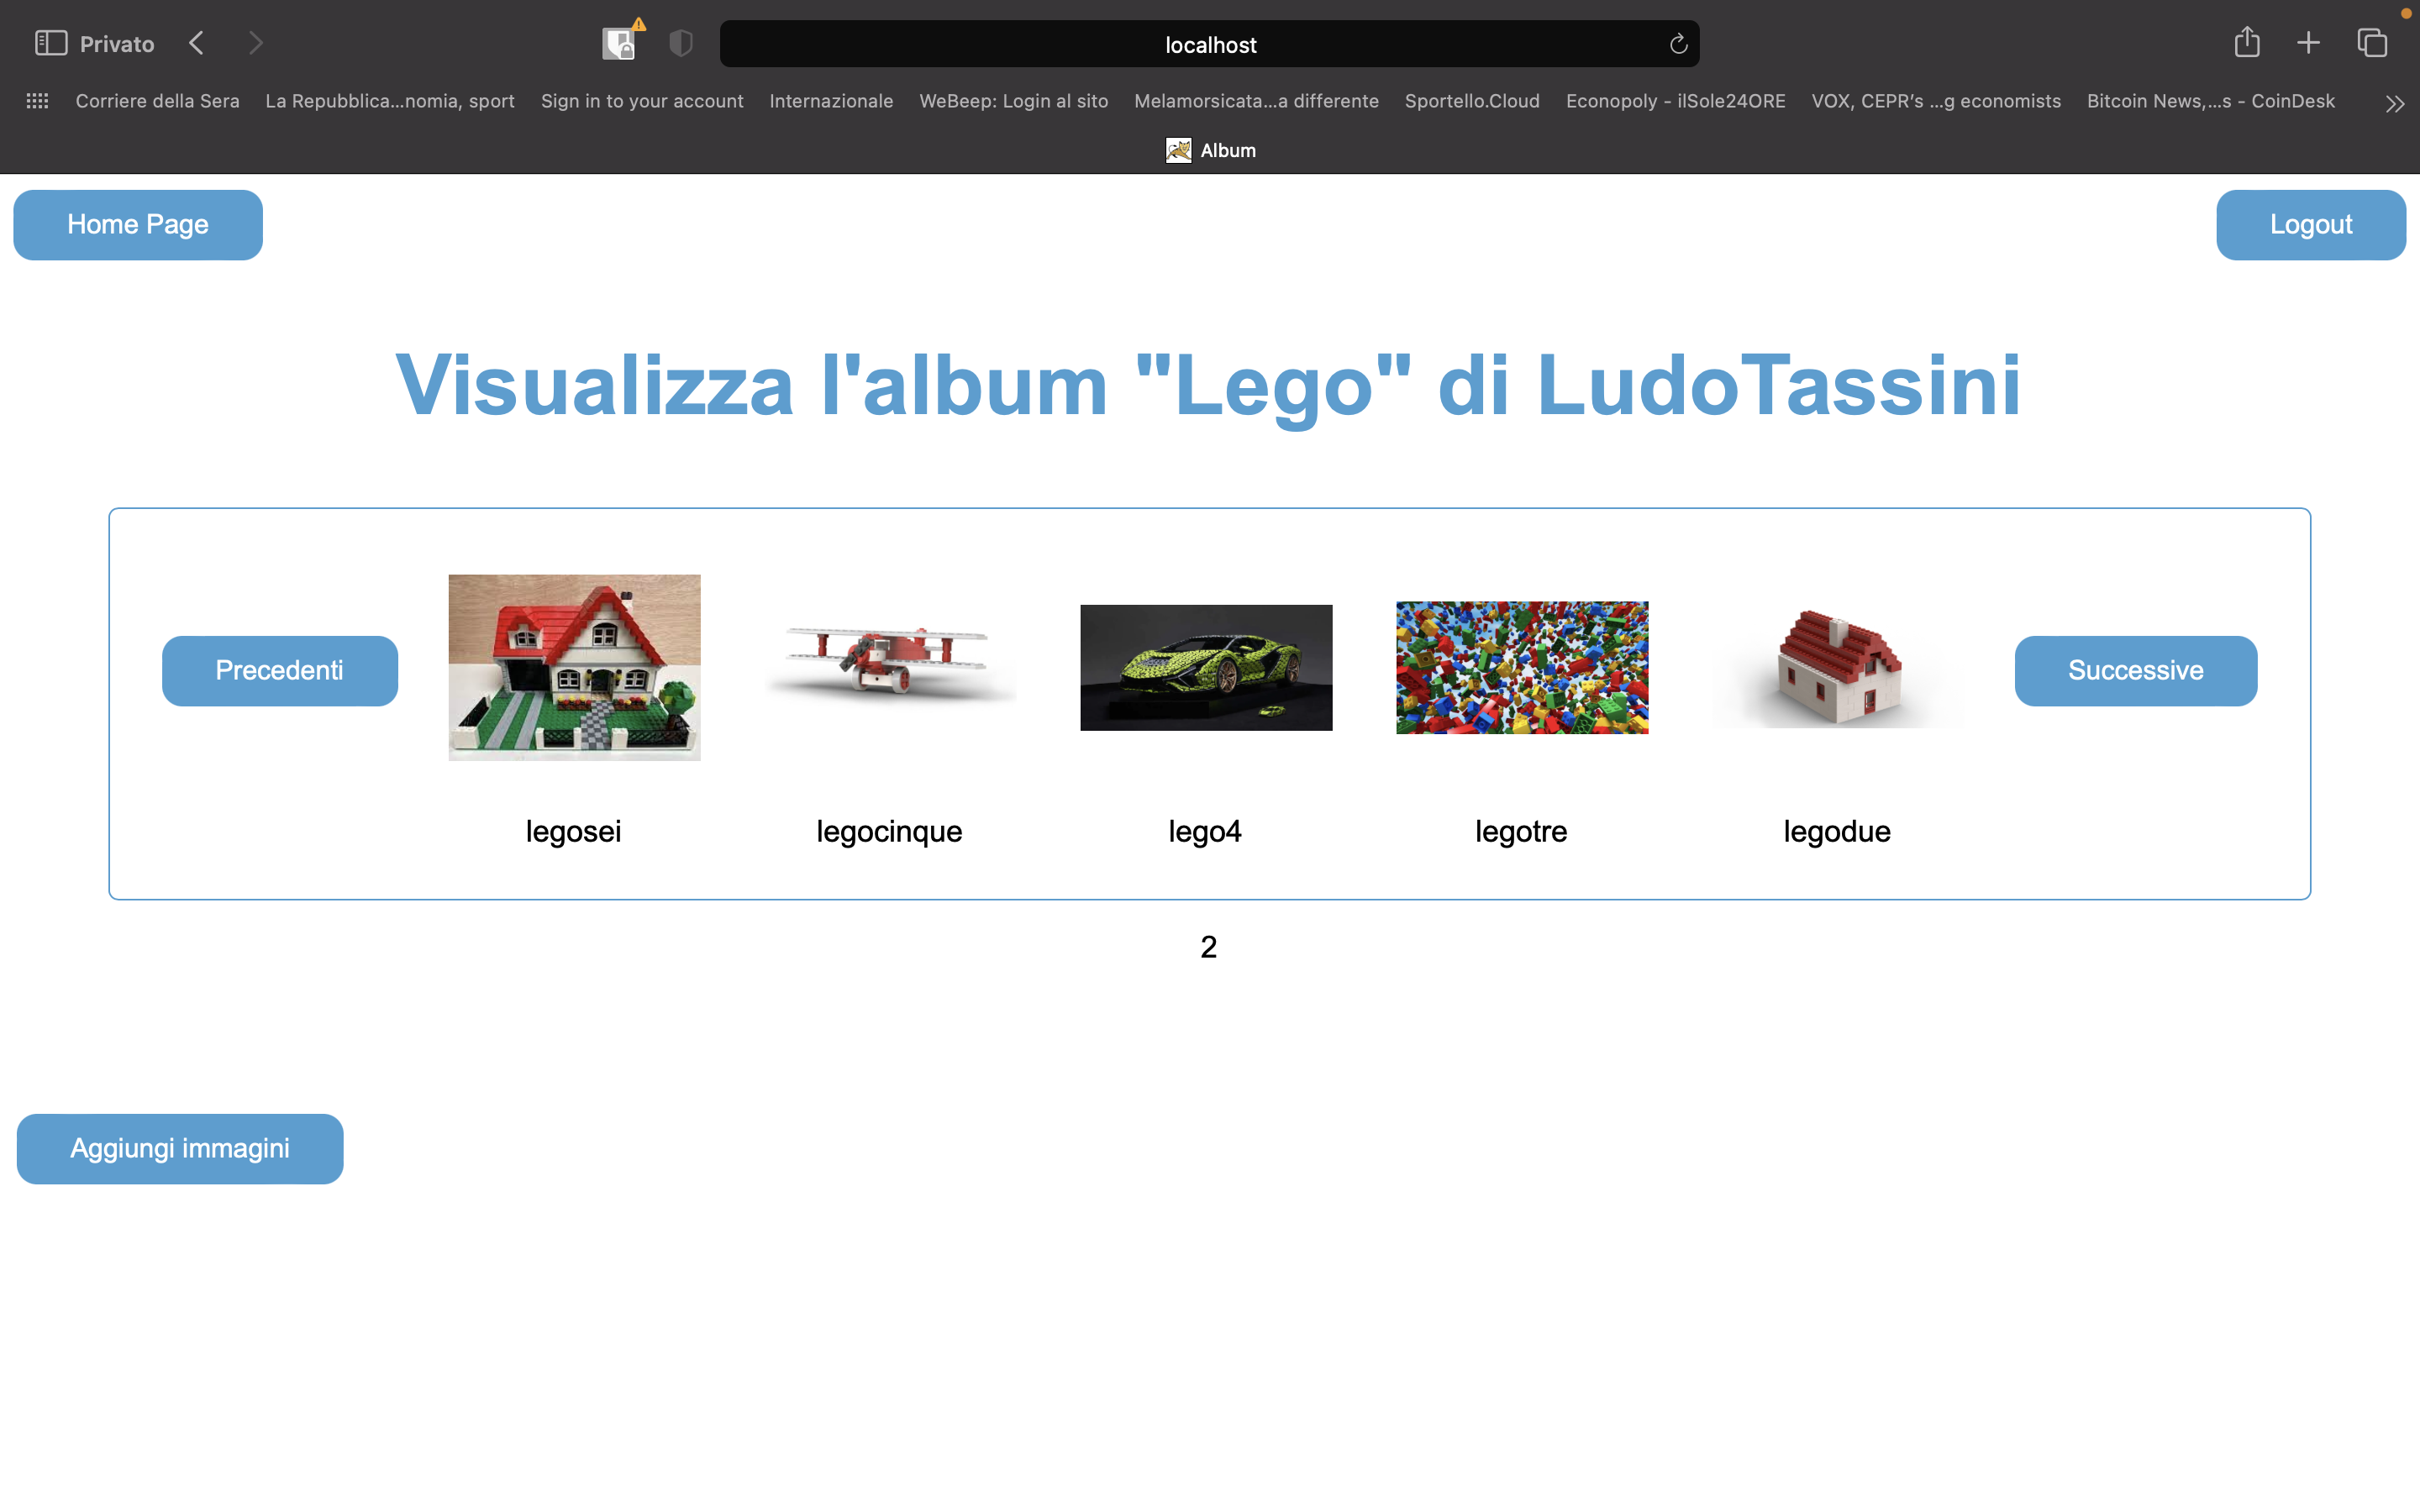 Privato
localhost
Corriere della Sera La Repubblica...nomia, sport Sign in to your account Internazionale WeBeep: Login al sito Melamorsicata...a differente Sportello.Cloud Econopoly - ilSole24ORE VOX, CEPR’s ...g economists Bitcoin News,...s - CoinDesk
Album
Home Page Logout
Visualizza l'album "Lego" di LudoTassini
Precedenti Successive
legosei legocinque lego4 legotre legodue
2
Aggiungi immagini